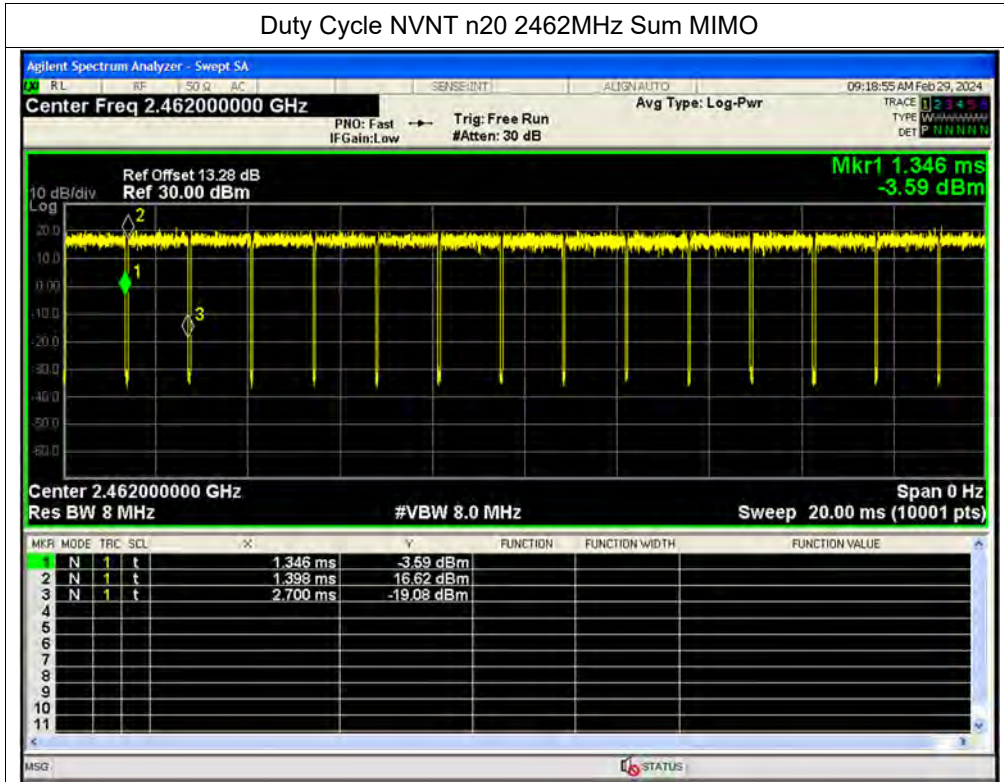 Duty Cycle NVNT n20 2462MHz Sum MIMO
Agilent Spectrum Analyzer - Swept SA
RL RF 50 Ω AC SENSE:INT ALIGN AUTO 09:18:55 AM Feb 29, 2024
Center Freq 2.462000000 GHz Avg Type: Log-Pwr TRACE 1 2 3 4 5 6
PNO: Fast Trig: Free Run TYPE W
IFGain:Low #Atten: 30 dB DET P N N N N N
Mkr1 1.346 ms
Ref Offset 13.28 dB
10 dB/div Ref 30.00 dBm -3.59 dBm
Log
2
20.0
10.0
1
0.00
3
-10.0
-20.0
-30.0
-40.0
-50.0
-60.0
Center 2.462000000 GHz Span 0 Hz
Res BW 8 MHz #VBW 8.0 MHz Sweep 20.00 ms (10001 pts)
MKR MODE TRC SCL X Y FUNCTION FUNCTION WIDTH FUNCTION VALUE
1 N 1 t 1.346 ms -3.59 dBm
2 N 1 t 1.398 ms 16.62 dBm
3 N 1 t 2.700 ms -19.08 dBm
4
5
6
7
8
9
10
11
MSG STATUS